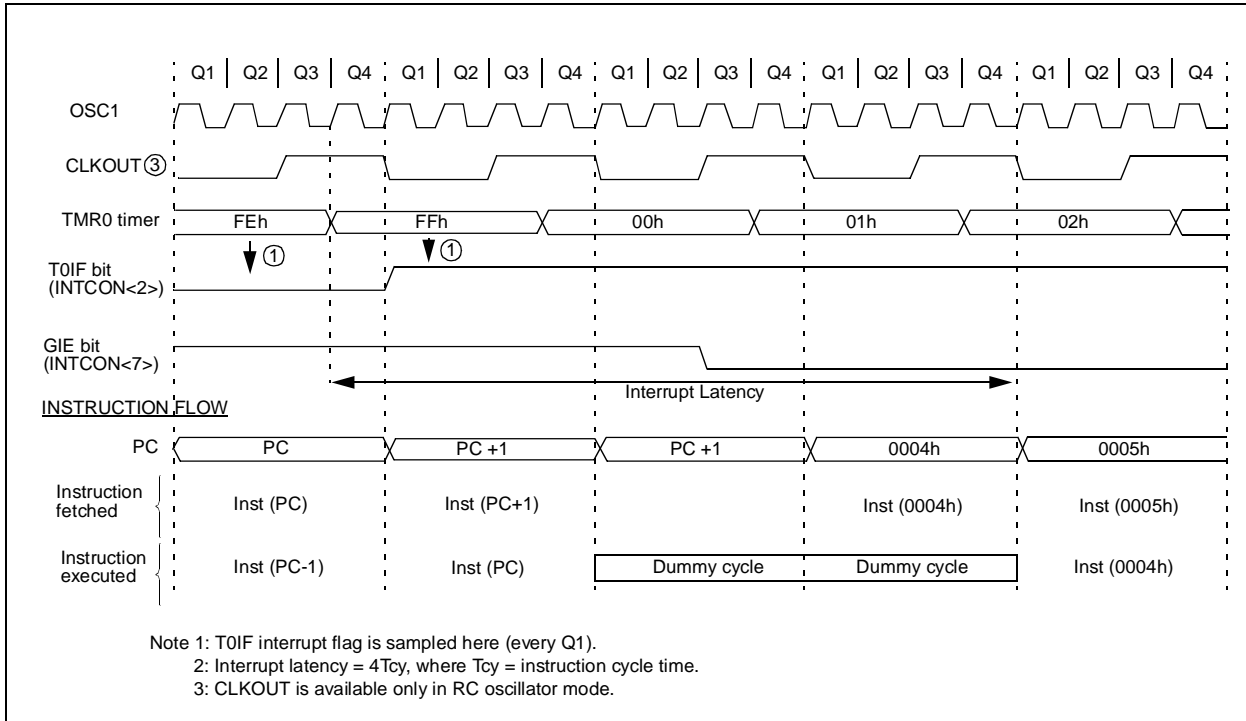 Q1 Q2 Q3 Q4 Q1 Q2 Q3 Q4 Q1 Q2 Q3 Q4 Q1 Q2 Q3 Q4 Q1 Q2 Q3 Q4
OSC1
CLKOUT 3
TMR0 timer FEh FFh 00h 01h 02h
1 1
T0IF bit
(INTCON<2>)
GIE bit
(INTCON<7>)
Interrupt Latency
INSTRUCTION FLOW
PC PC PC +1 PC +1 0004h 0005h
Instruction
fetched
Inst (PC) Inst (PC+1) Inst (0004h) Inst (0005h)
Instruction
executed
Inst (PC-1) Inst (PC) Dummy cycle Dummy cycle Inst (0004h)
Note 1: T0IF interrupt flag is sampled here (every Q1).
2: Interrupt latency = 4Tcy, where Tcy = instruction cycle time.
3: CLKOUT is available only in RC oscillator mode.